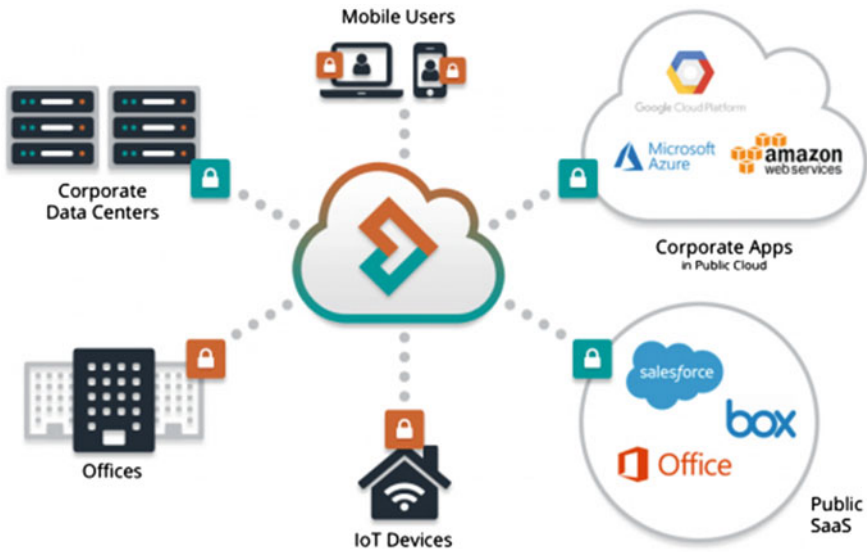 Mobile Users
Google Cloud Platform
Microsoft
Azure
amazon
web services
Corporate
Data Centers
Corporate Apps
in Public Cloud
salesforce
box
Office
Offices
IoT Devices
Public
SaaS